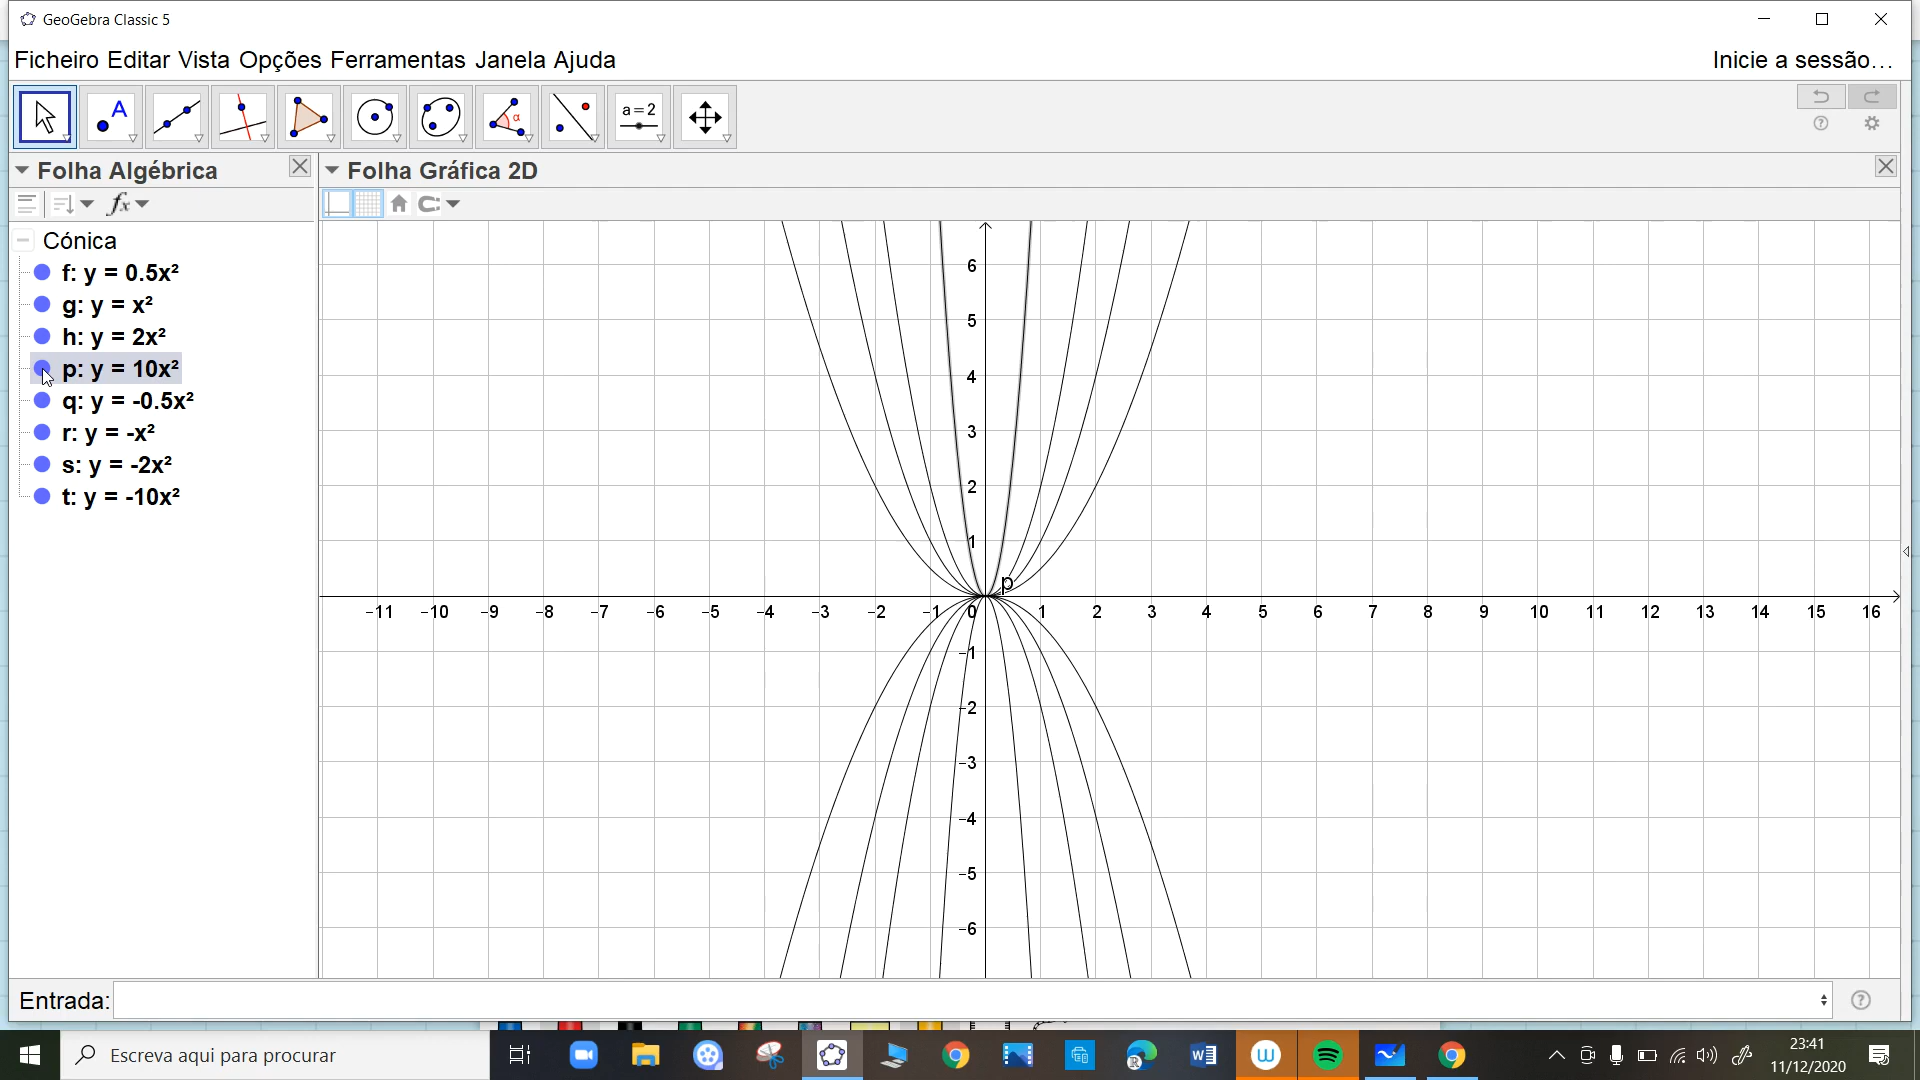 GeoGebra Classic 5
Ficheiro Editar Vista Opções Ferramentas Janela Ajuda
Inicie a sessão...
A
α
a=2
Folha Algébrica
Folha Gráfica 2D
fx
Cónica
f: y = 0.5x²
g: y = x²
h: y = 2x²
p: y = 10x²
q: y = -0.5x²
r: y = -x²
s: y = -2x²
t: y = -10x²
6
5
4
3
2
1
p
-11 -10 -9 -8 -7 -6 -5 -4 -3 -2 -1 0 1 2 3 4 5 6 7 8 9 10 11 12 13 14 15 16
-1
-2
-3
-4
-5
-6
Entrada:
Escreva aqui para procurar
23:41
11/12/2020